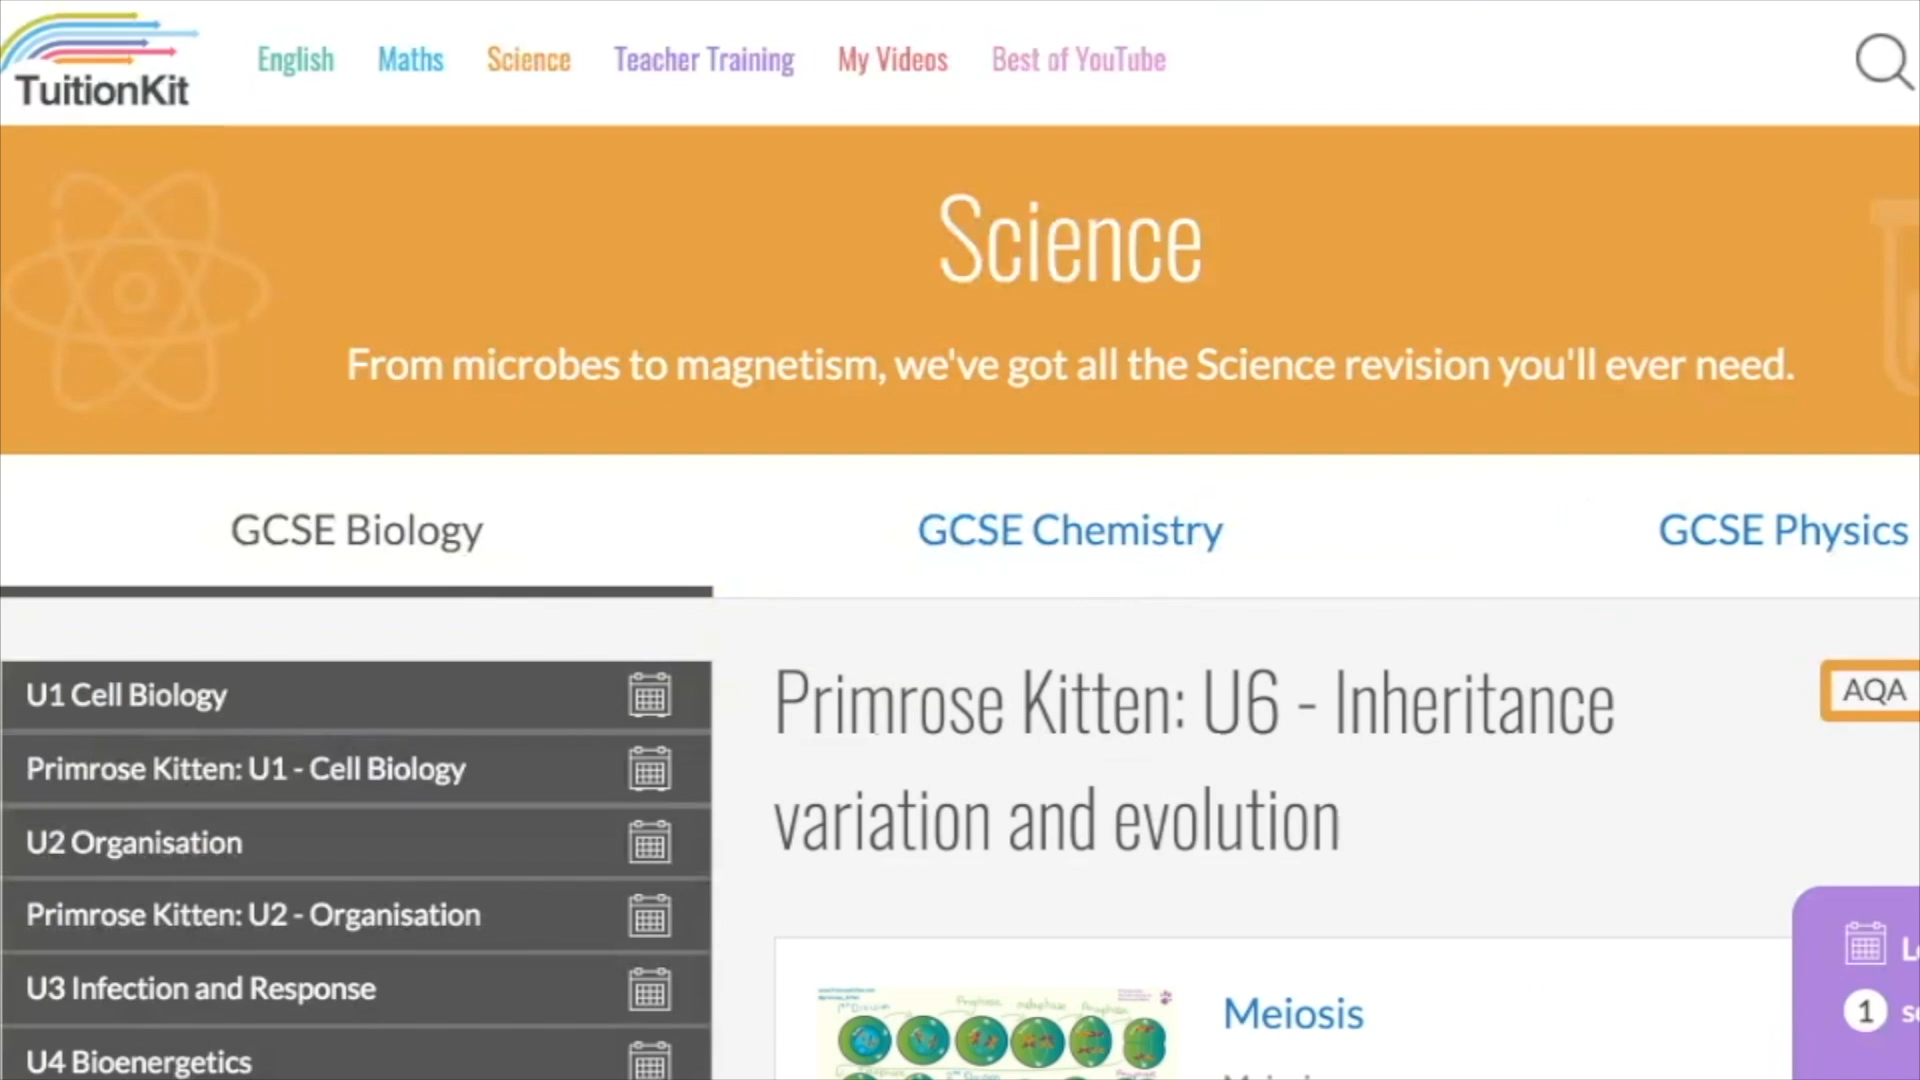 TuitionKit
English Maths Science Teacher Training My Videos Best of YouTube
Science
From microbes to magnetism, we've got all the Science revision you'll ever need.
GCSE Biology GCSE Chemistry GCSE Physics
U1 Cell Biology
Primrose Kitten: U1 - Cell Biology
U2 Organisation
Primrose Kitten: U2 - Organisation
U3 Infection and Response
U4 Bioenergetics
Primrose Kitten: U6 - Inheritance
variation and evolution
AQA
Meiosis
1